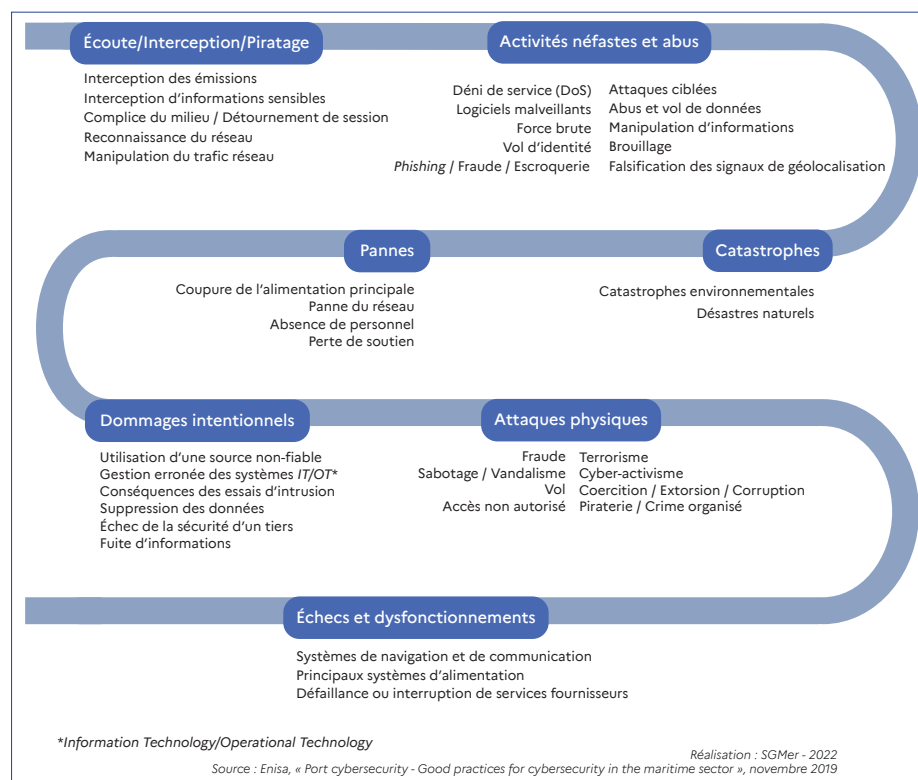 Écoute/Interception/Piratage
Interception des émissions
Interception d'informations sensibles
Complice du milieu / Détournement de session
Reconnaissance du réseau
Manipulation du trafic réseau
Activités néfastes et abus
Déni de service (DoS)
Logiciels malveillants
Force brute
Vol d'identité
Phishing / Fraude / Escroquerie
Attaques ciblées
Abus et vol de données
Manipulation d'informations
Brouillage
Falsification des signaux de géolocalisation
Pannes
Coupure de l'alimentation principale
Panne du réseau
Absence de personnel
Perte de soutien
Catastrophes
Catastrophes environnementales
Désastres naturels
Dommages intentionnels
Utilisation d'une source non-fiable
Gestion erronée des systèmes IT/OT*
Conséquences des essais d'intrusion
Suppression des données
Échec de la sécurité d'un tiers
Fuite d'informations
Attaques physiques
Fraude
Sabotage / Vandalisme
Vol
Accès non autorisé
Terrorisme
Cyber-activisme
Coercition / Extorsion / Corruption
Piraterie / Crime organisé
Échecs et dysfonctionnements
Systèmes de navigation et de communication
Principaux systèmes d'alimentation
Défaillance ou interruption de services fournisseurs
*Information Technology/Operational Technology
Réalisation : SGMer - 2022
Source : Enisa, « Port cybersecurity - Good practices for cybersecurity in the maritime sector », novembre 2019